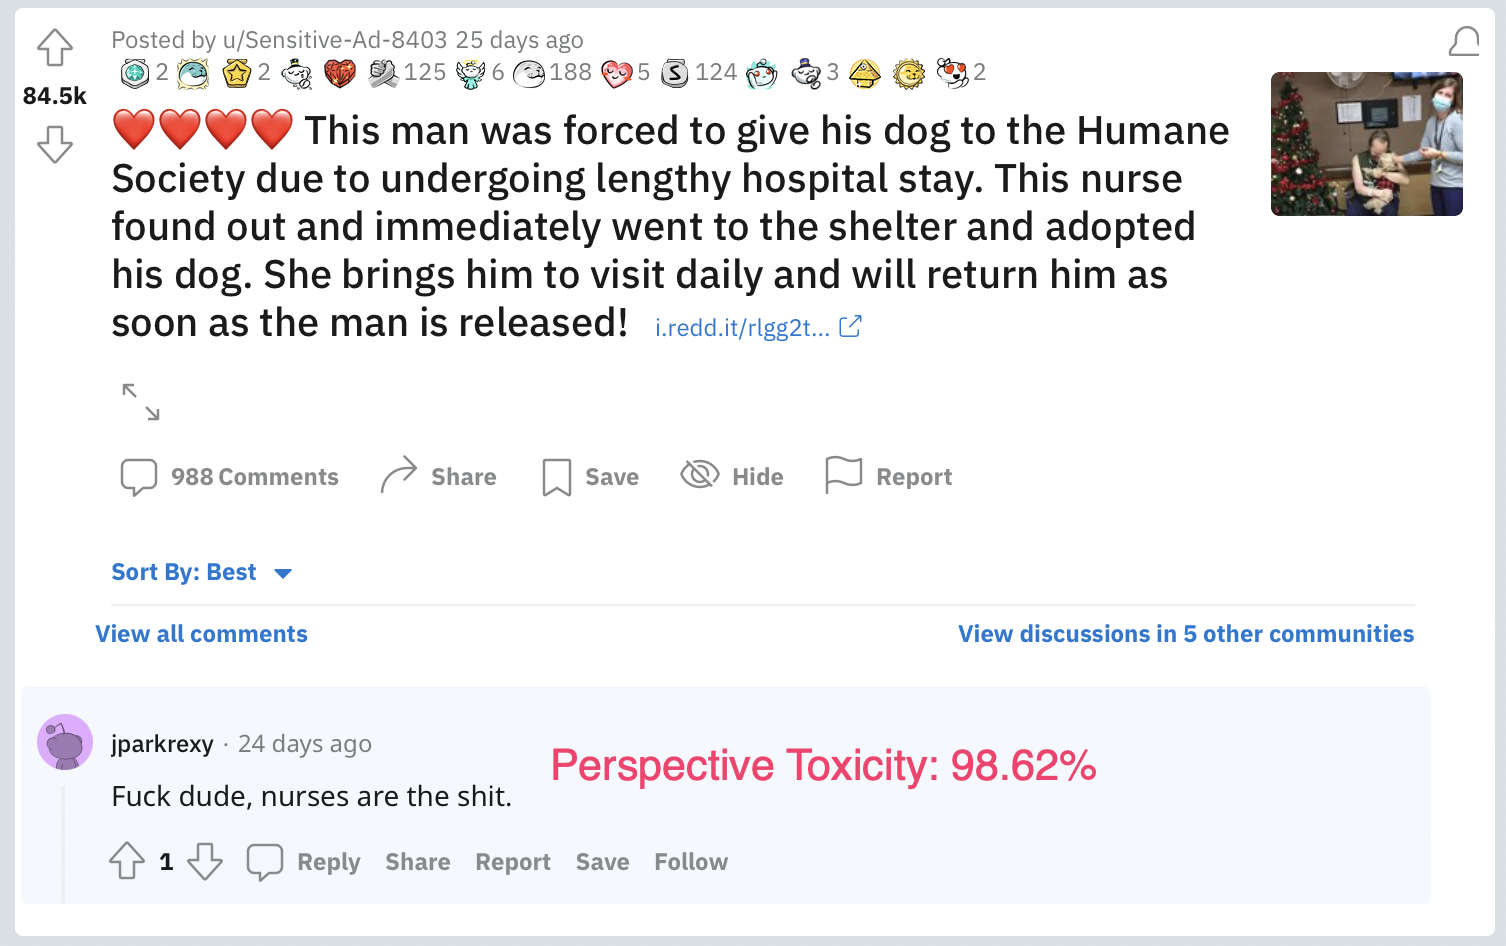 Posted by u/Sensitive-Ad-8403 25 days ago
2 2 125 6 188 5 124 3 2
84.5k
❤️❤️❤️❤️ This man was forced to give his dog to the Humane
Society due to undergoing lengthy hospital stay. This nurse
found out and immediately went to the shelter and adopted
his dog. She brings him to visit daily and will return him as
soon as the man is released! i.redd.it/rlgg2t...
988 Comments Share Save Hide Report
Sort By: Best
View all comments View discussions in 5 other communities
jparkrexy · 24 days ago
Perspective Toxicity: 98.62%
Fuck dude, nurses are the shit.
1 Reply Share Report Save Follow